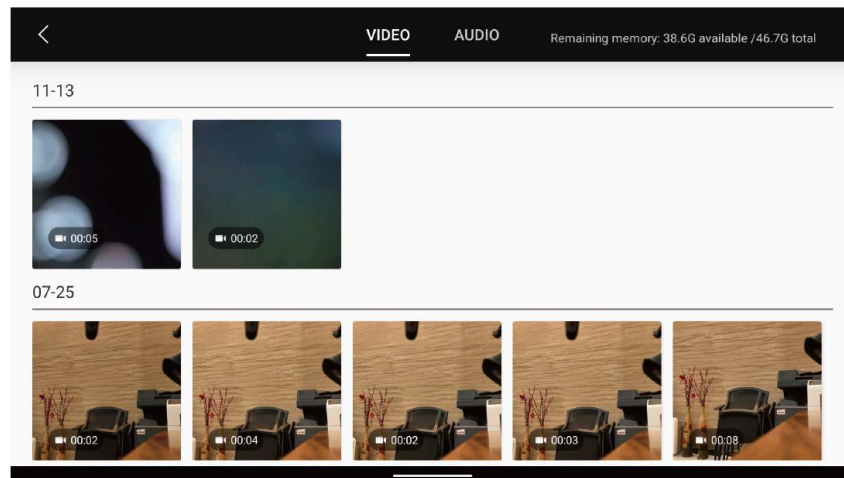 VIDEO AUDIO Remaining memory: 38.6G available /46.7G total
11-13
00:05 00:02
07-25
00:02 00:04 00:02 00:03 00:08